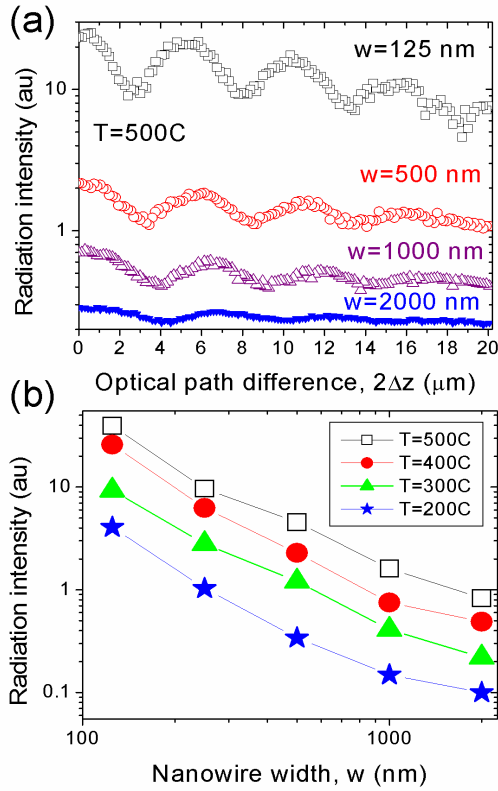 (a)
w=125 nm
10
T=500C
w=500 nm
1
w=1000 nm
w=2000 nm
Radiation intensity (au)
0 2 4 6 8 10 12 14 16 18 20
Optical path difference, 2Δz (μm)
(b)
T=500C
T=400C
T=300C
T=200C
10
1
0.1
Radiation intensity (au)
100 1000
Nanowire width, w (nm)